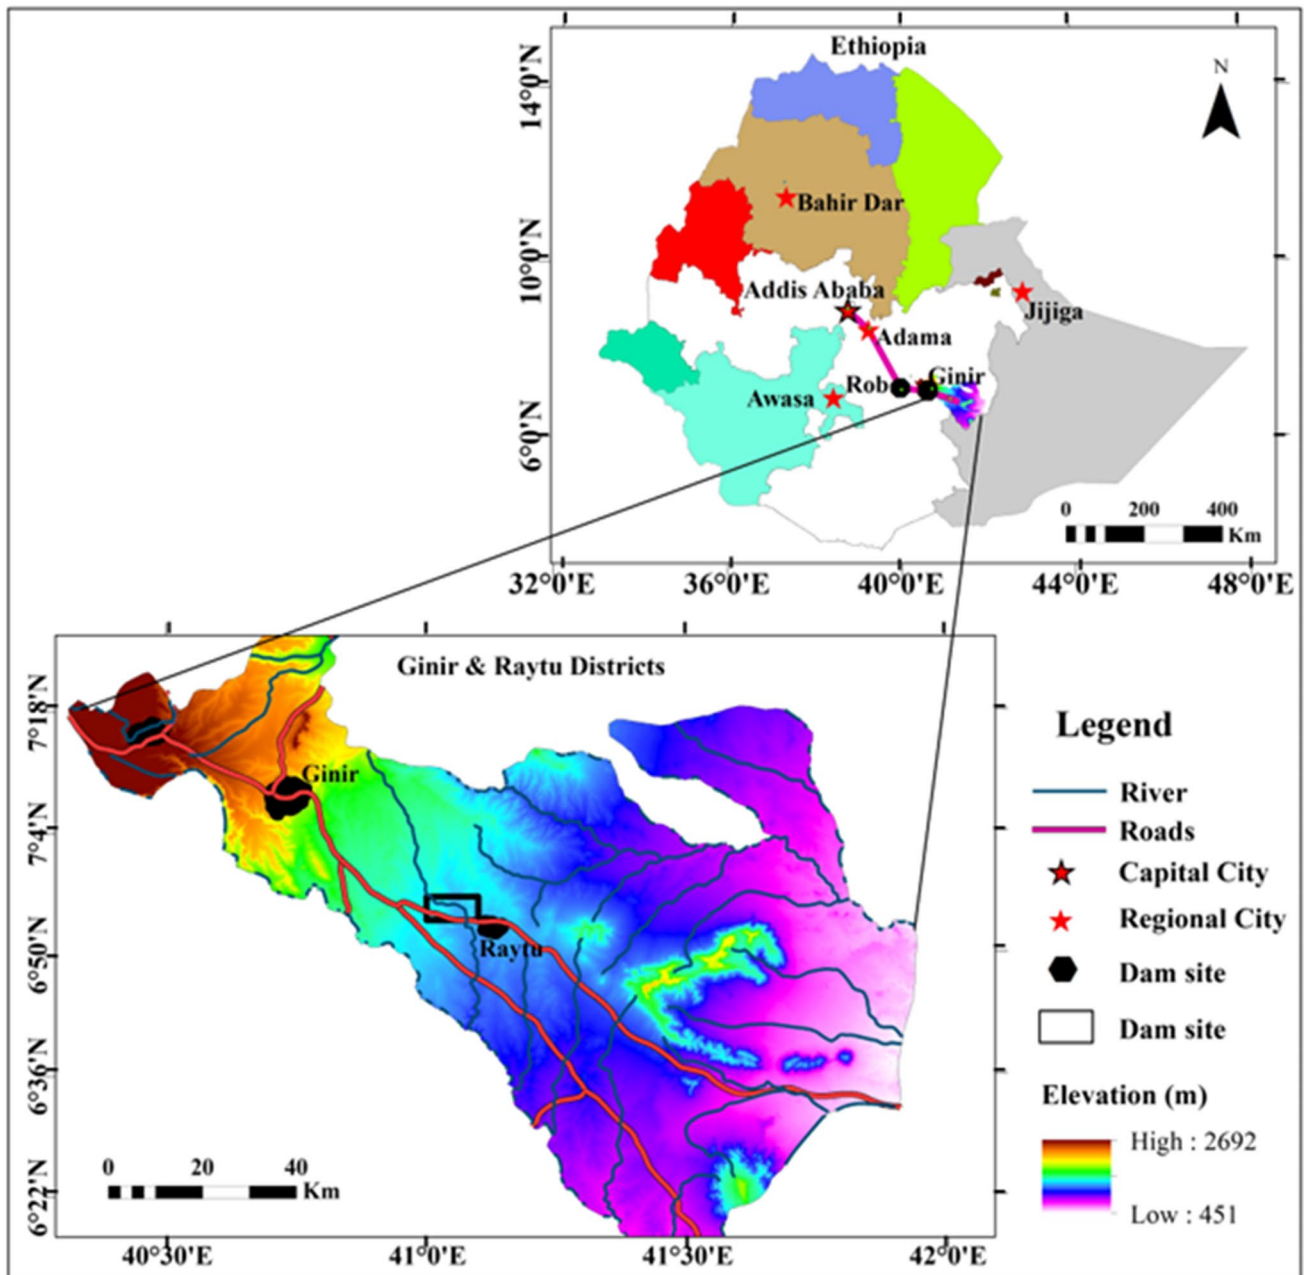 Ethiopia
N
14°0'N
10°0'N
6°0'N
Bahir Dar
Addis Ababa
Jijiga
Adama
Rob
Ginir
Awasa
0 200 400
Km
32°0'E 36°0'E 40°0'E 44°0'E 48°0'E
Ginir & Raytu Districts
7°18'N
7°4'N
6°50'N
6°36'N
6°22'N
Ginir
Raytu
0 20 40
Km
40°30'E 41°0'E 41°30'E 42°0'E
Legend
River
Roads
Capital City
Regional City
Dam site
Dam site
Elevation (m)
High : 2692
Low : 451